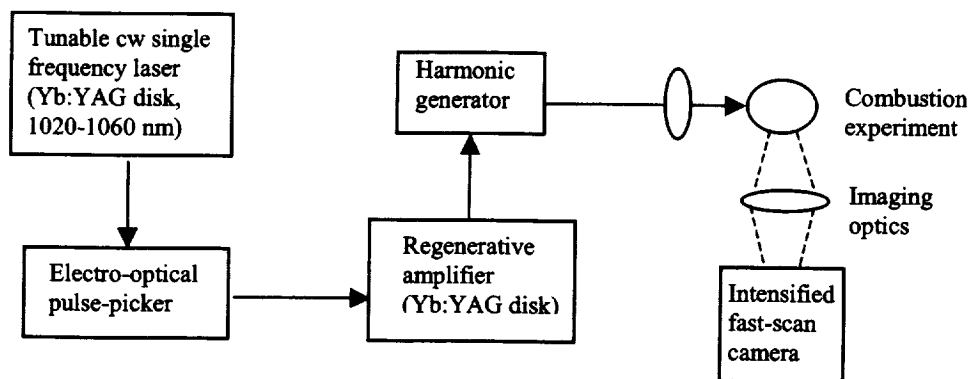 Tunable cw single
frequency laser
(Yb:YAG disk,
1020-1060 nm)
Electro-optical
pulse-picker
Regenerative
amplifier
(Yb:YAG disk)
Harmonic
generator
Combustion
experiment
Imaging
optics
Intensified
fast-scan
camera